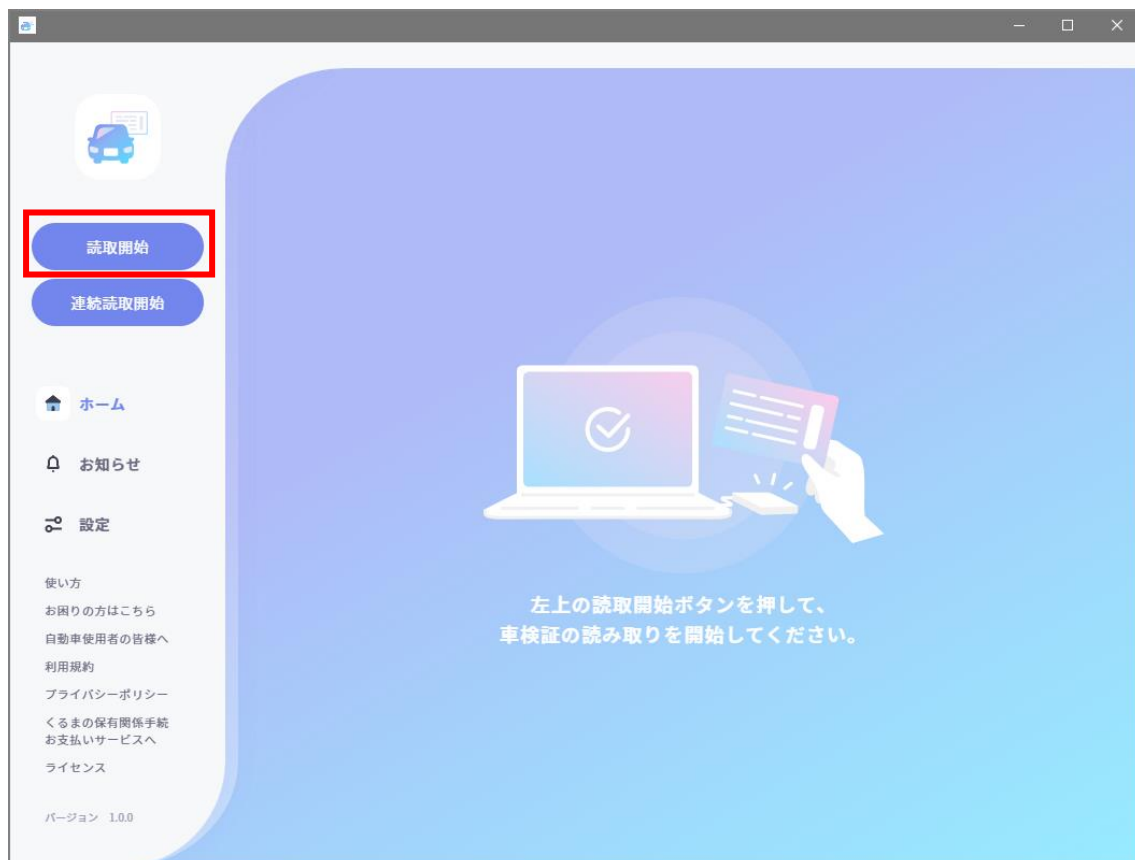 読取開始
連続読取開始
ホーム
お知らせ
設定
使い方
お困りの方はこちら
自動車使用者の皆様へ
利用規約
プライバシーポリシー
くるまの保有関係手続
お支払いサービスへ
ライセンス
バージョン 1.0.0
左上の読取開始ボタンを押して、
車検証の読み取りを開始してください。